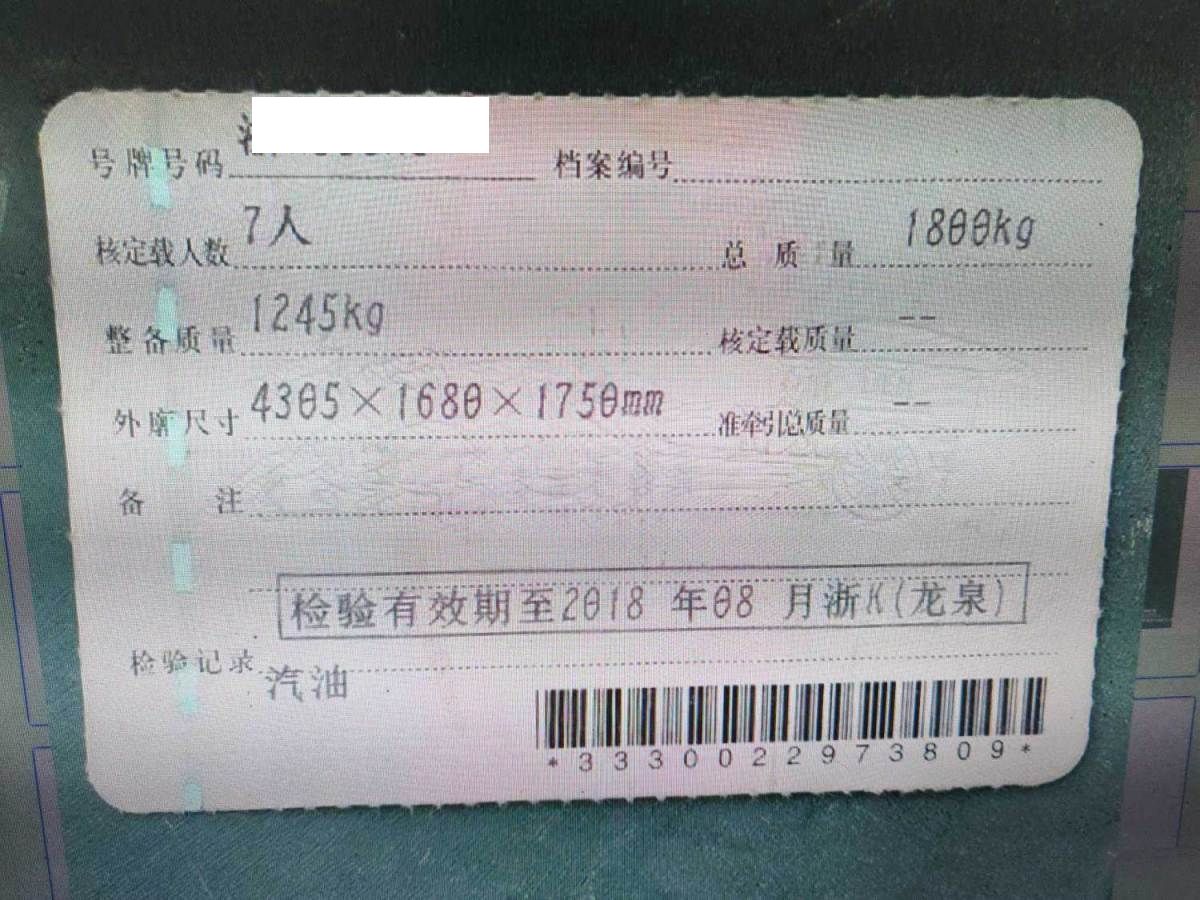 号牌号码 档案编号
核定载人数 7人 总质量 1800kg
整备质量 1245kg 核定载质量 --
外廓尺寸 4305×1680×1750mm 准牵引总质量 --
备注
检验有效期至2018 年08 月浙K(龙泉)
检验记录 汽油
*3330022973809*